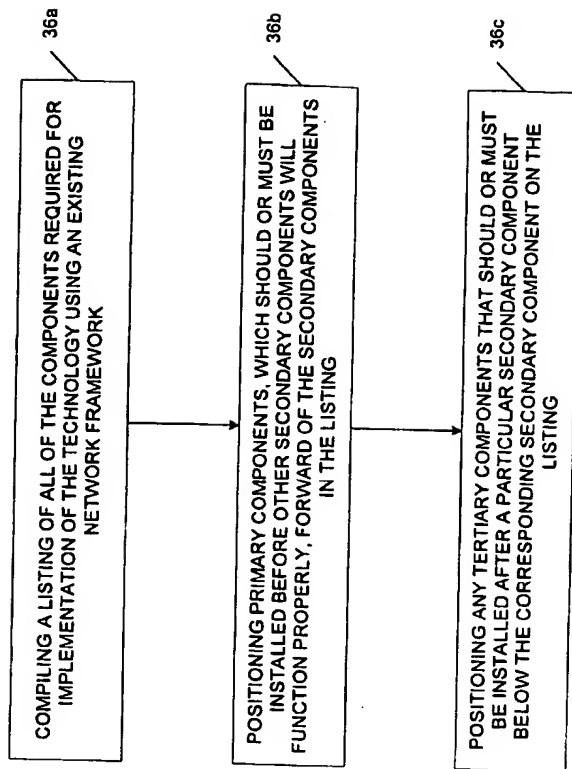 36a
COMPILING A LISTING OF ALL OF THE COMPONENTS REQUIRED FOR
IMPLEMENTATION OF THE TECHNOLOGY USING AN EXISTING
NETWORK FRAMEWORK
36b
POSITIONING PRIMARY COMPONENTS, WHICH SHOULD OR MUST BE
INSTALLED BEFORE OTHER SECONDARY COMPONENTS WILL
FUNCTION PROPERLY, FORWARD OF THE SECONDARY COMPONENTS
IN THE LISTING
36c
POSITIONING ANY TERTIARY COMPONENTS THAT SHOULD OR MUST
BE INSTALLED AFTER A PARTICULAR SECONDARY COMPONENT
BELOW THE CORRESPONDING SECONDARY COMPONENT ON THE
LISTING